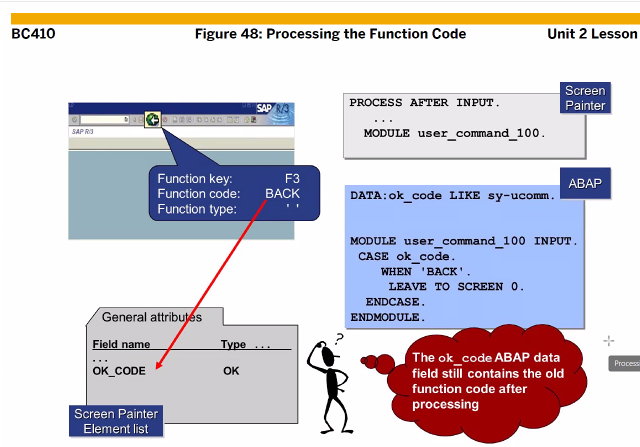 BC410 Figure 48: Processing the Function Code Unit 2 Lesson
SAP R/3
SAP R/3
Function key: F3
Function code: BACK
Function type: ' '
Screen
Painter
PROCESS AFTER INPUT.
...
MODULE user_command_100.
ABAP
DATA:ok_code LIKE sy-ucomm.
MODULE user_command_100 INPUT.
CASE ok_code.
WHEN 'BACK'.
LEAVE TO SCREEN 0.
ENDCASE.
ENDMODULE.
General attributes
Field name Type ...
...
OK_CODE OK
Screen Painter
Element list
?
The ok_code ABAP data
field still contains the old
function code after
processing
Process